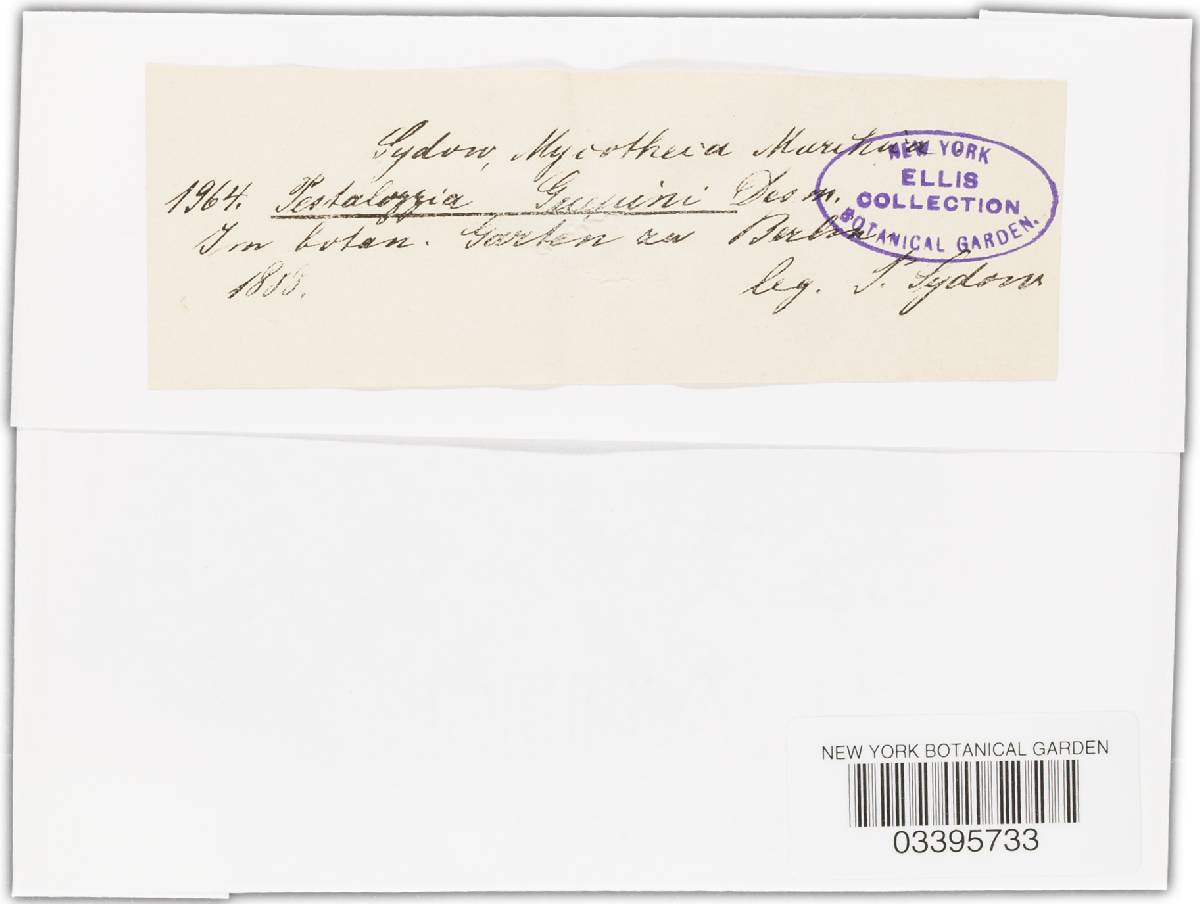 Sydow, Mycotheca Marchica
NEW YORK
ELLIS
COLLECTION
BOTANICAL GARDEN.
1964. Pestalozzia Guepini Desm.
Im botan. Garten zu Berlin.
leg. P. Sydow
NEW YORK BOTANICAL GARDEN
03395733